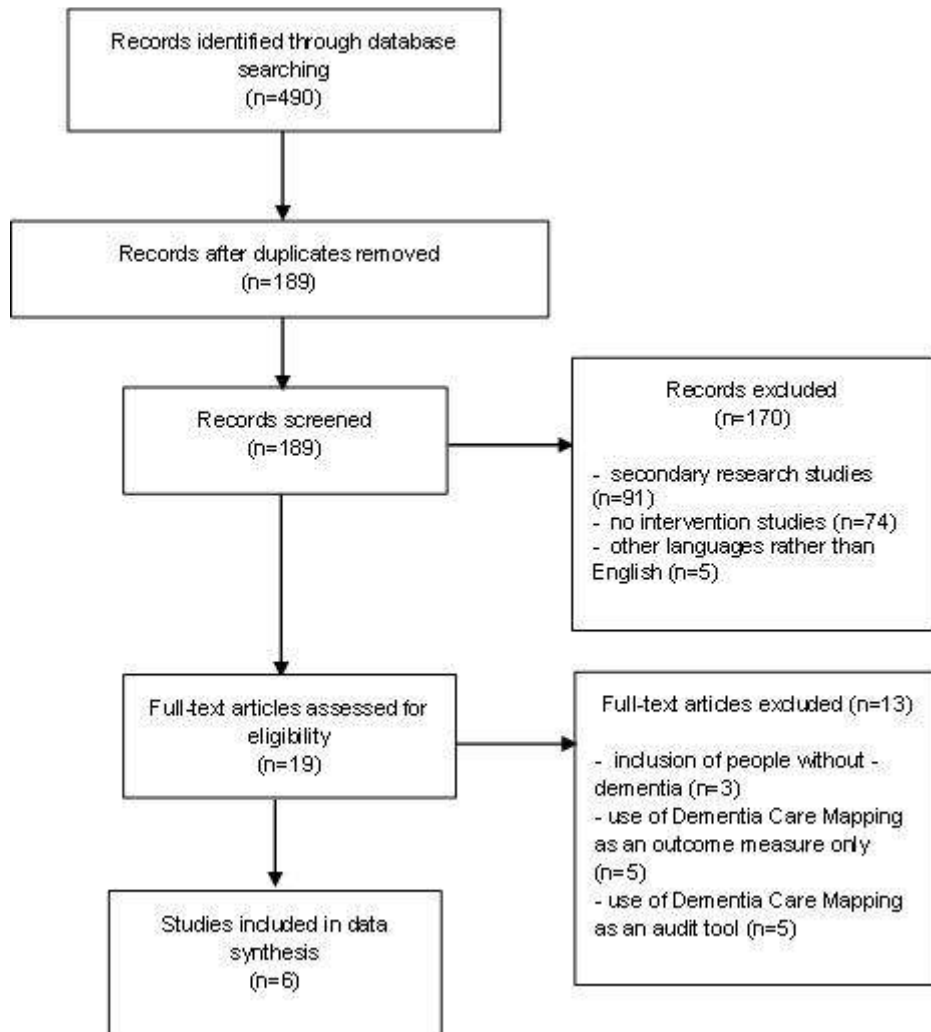 Records identified through database
searching
(n=490)
Records after duplicates removed
(n=189)
Records screened
(n=189)
Records excluded
(n=170)
- secondary research studies
(n=91)
- no intervention studies (n=74)
- other languages rather than
English (n=5)
Full-text articles assessed for
eligibility
(n=19)
Full-text articles excluded (n=13)
- inclusion of people without -
dementia (n=3)
- use of Dementia Care Mapping
as an outcome measure only
(n=5)
- use of Dementia Care Mapping
as an audit tool (n=5)
Studies included in data
synthesis
(n=6)